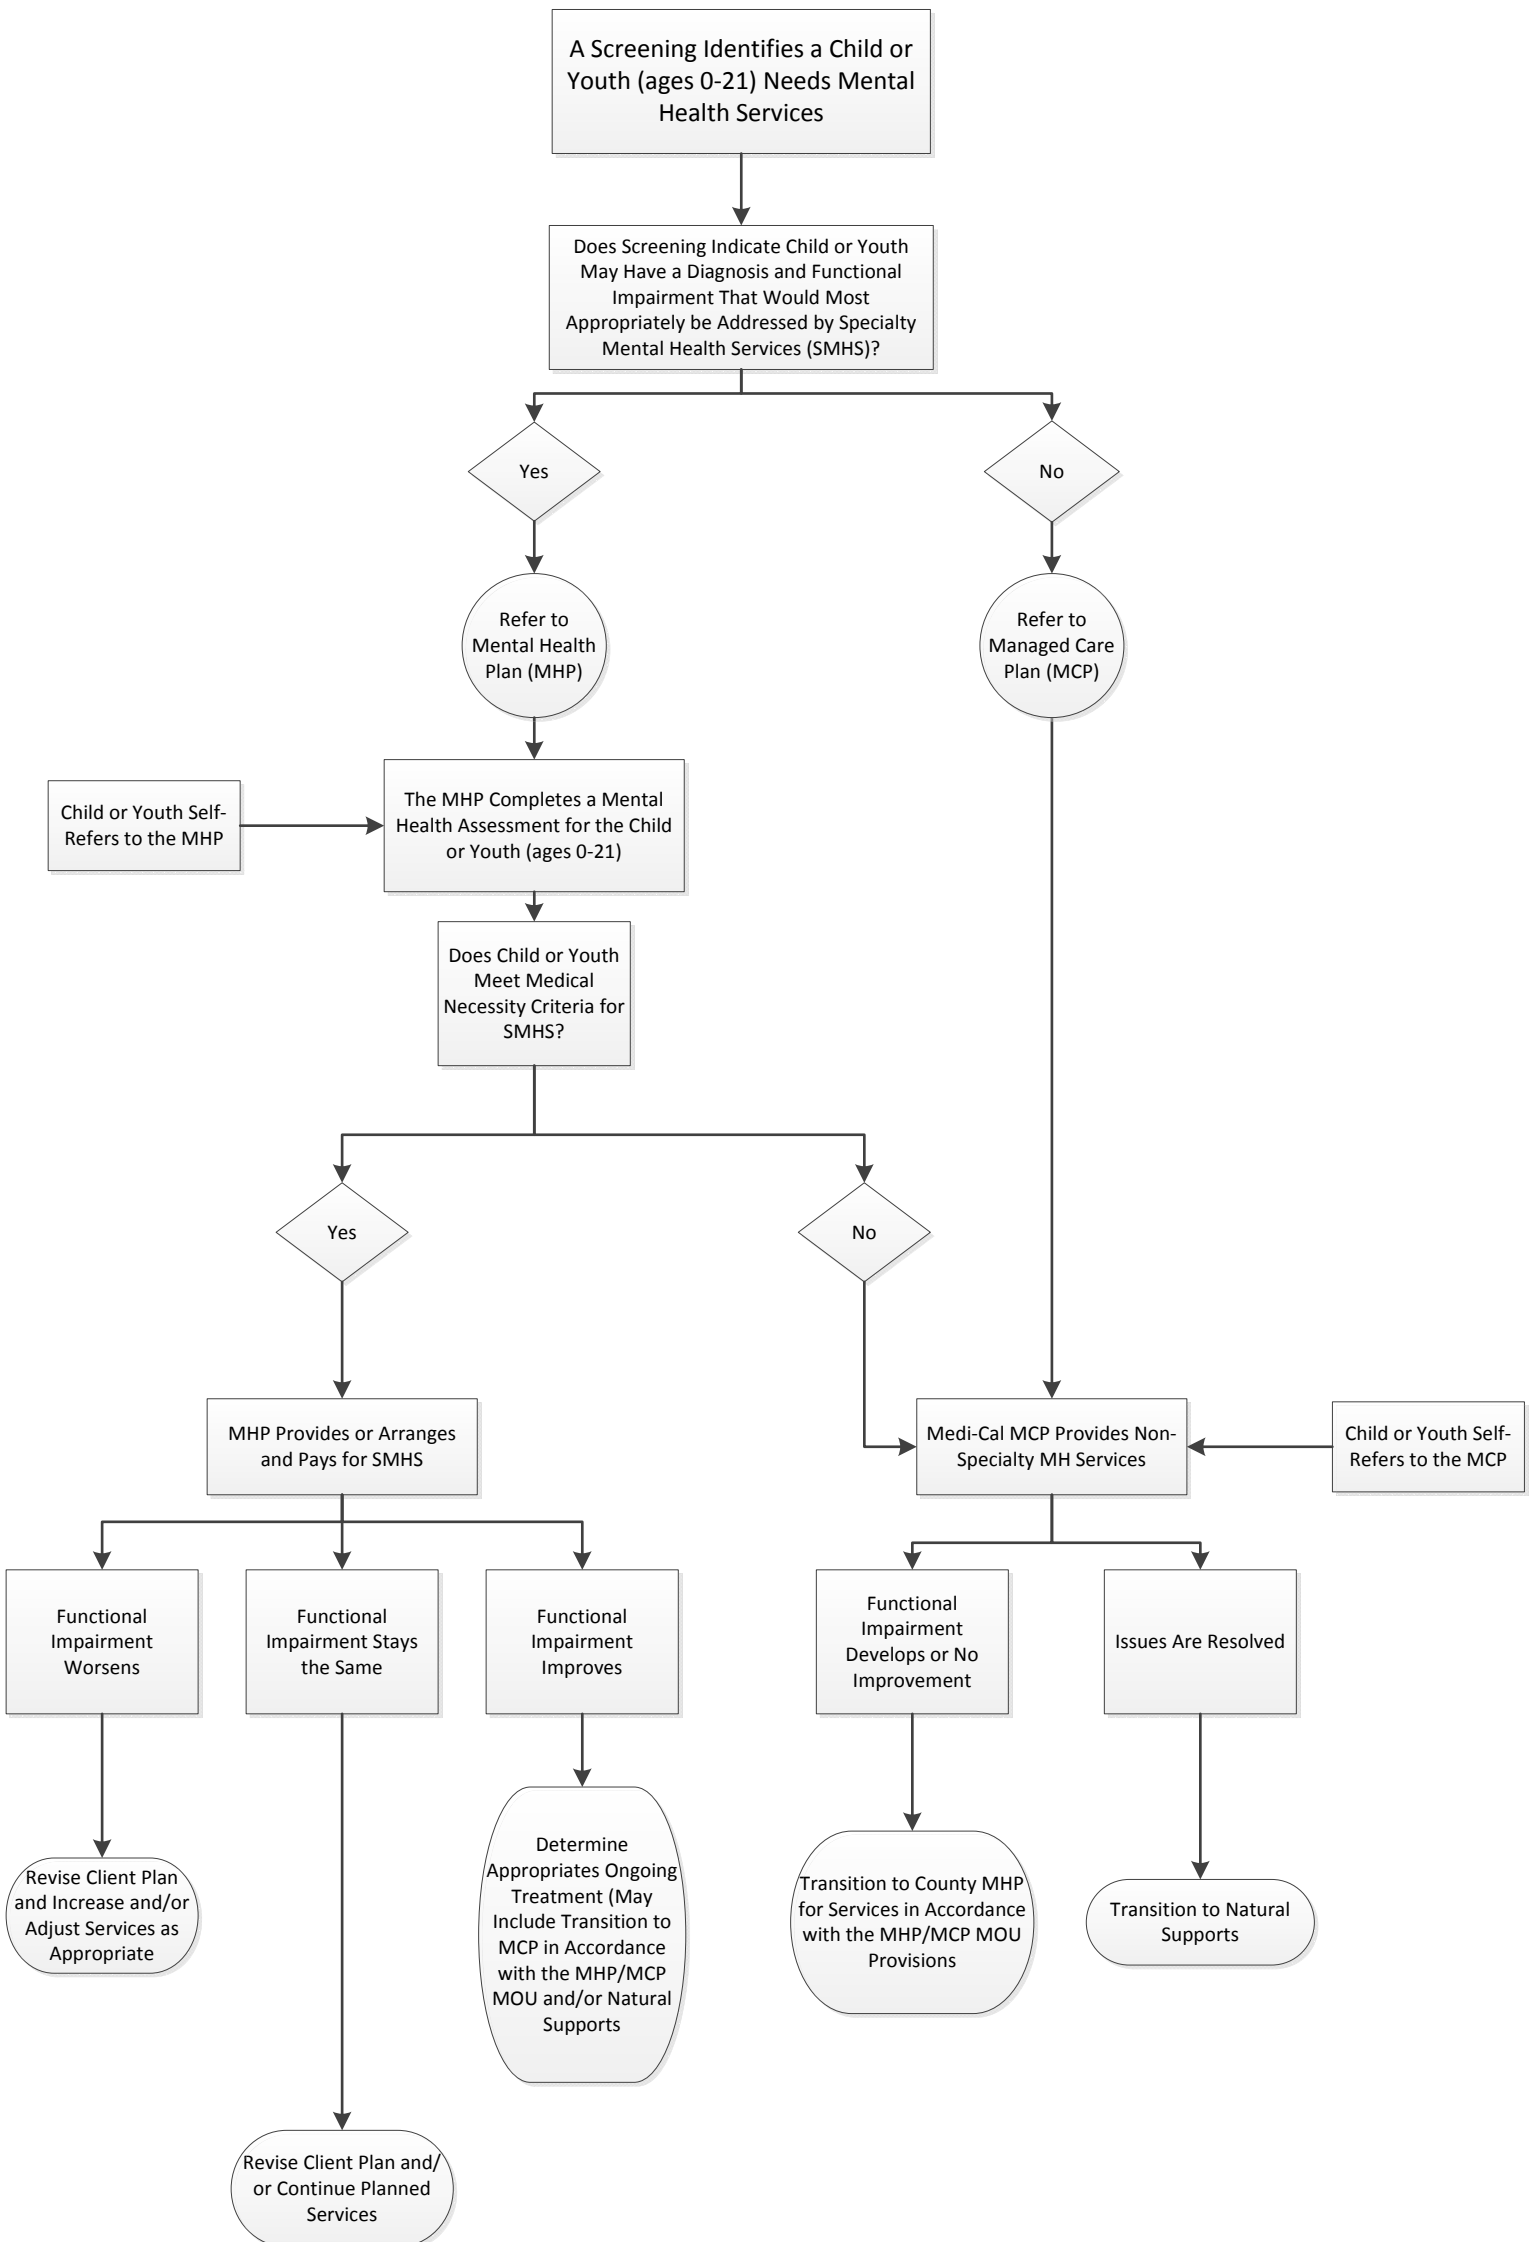 A Screening Identifies a Child or
Youth (ages 0-21) Needs Mental
Health Services
Does Screening Indicate Child or Youth
May Have a Diagnosis and Functional
Impairment That Would Most
Appropriately be Addressed by Specialty
Mental Health Services (SMHS)?
Yes
No
Refer to
Mental Health
Plan (MHP)
Refer to
Managed Care
Plan (MCP)
Child or Youth Self-
Refers to the MHP
The MHP Completes a Mental
Health Assessment for the Child
or Youth (ages 0-21)
Does Child or Youth
Meet Medical
Necessity Criteria for
SMHS?
Yes
No
MHP Provides or Arranges
and Pays for SMHS
Medi-Cal MCP Provides Non-
Specialty MH Services
Child or Youth Self-
Refers to the MCP
Functional
Impairment
Worsens
Functional
Impairment Stays
the Same
Functional
Impairment
Improves
Functional
Impairment
Develops or No
Improvement
Issues Are Resolved
Revise Client Plan
and Increase and/or
Adjust Services as
Appropriate
Determine
Appropriates Ongoing
Treatment (May
Include Transition to
MCP in Accordance
with the MHP/MCP
MOU and/or Natural
Supports
Transition to County MHP
for Services in Accordance
with the MHP/MCP MOU
Provisions
Transition to Natural
Supports
Revise Client Plan and/
or Continue Planned
Services